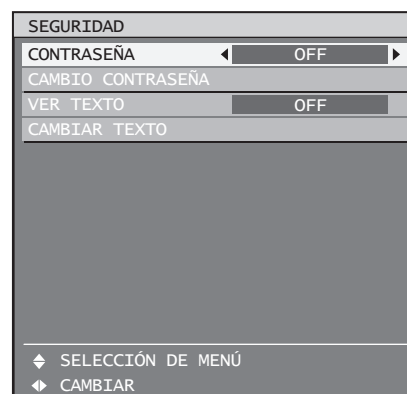 SEGURIDAD
CONTRASEÑA OFF
CAMBIO CONTRASEÑA
VER TEXTO OFF
CAMBIAR TEXTO
SELECCIÓN DE MENÚ
CAMBIAR